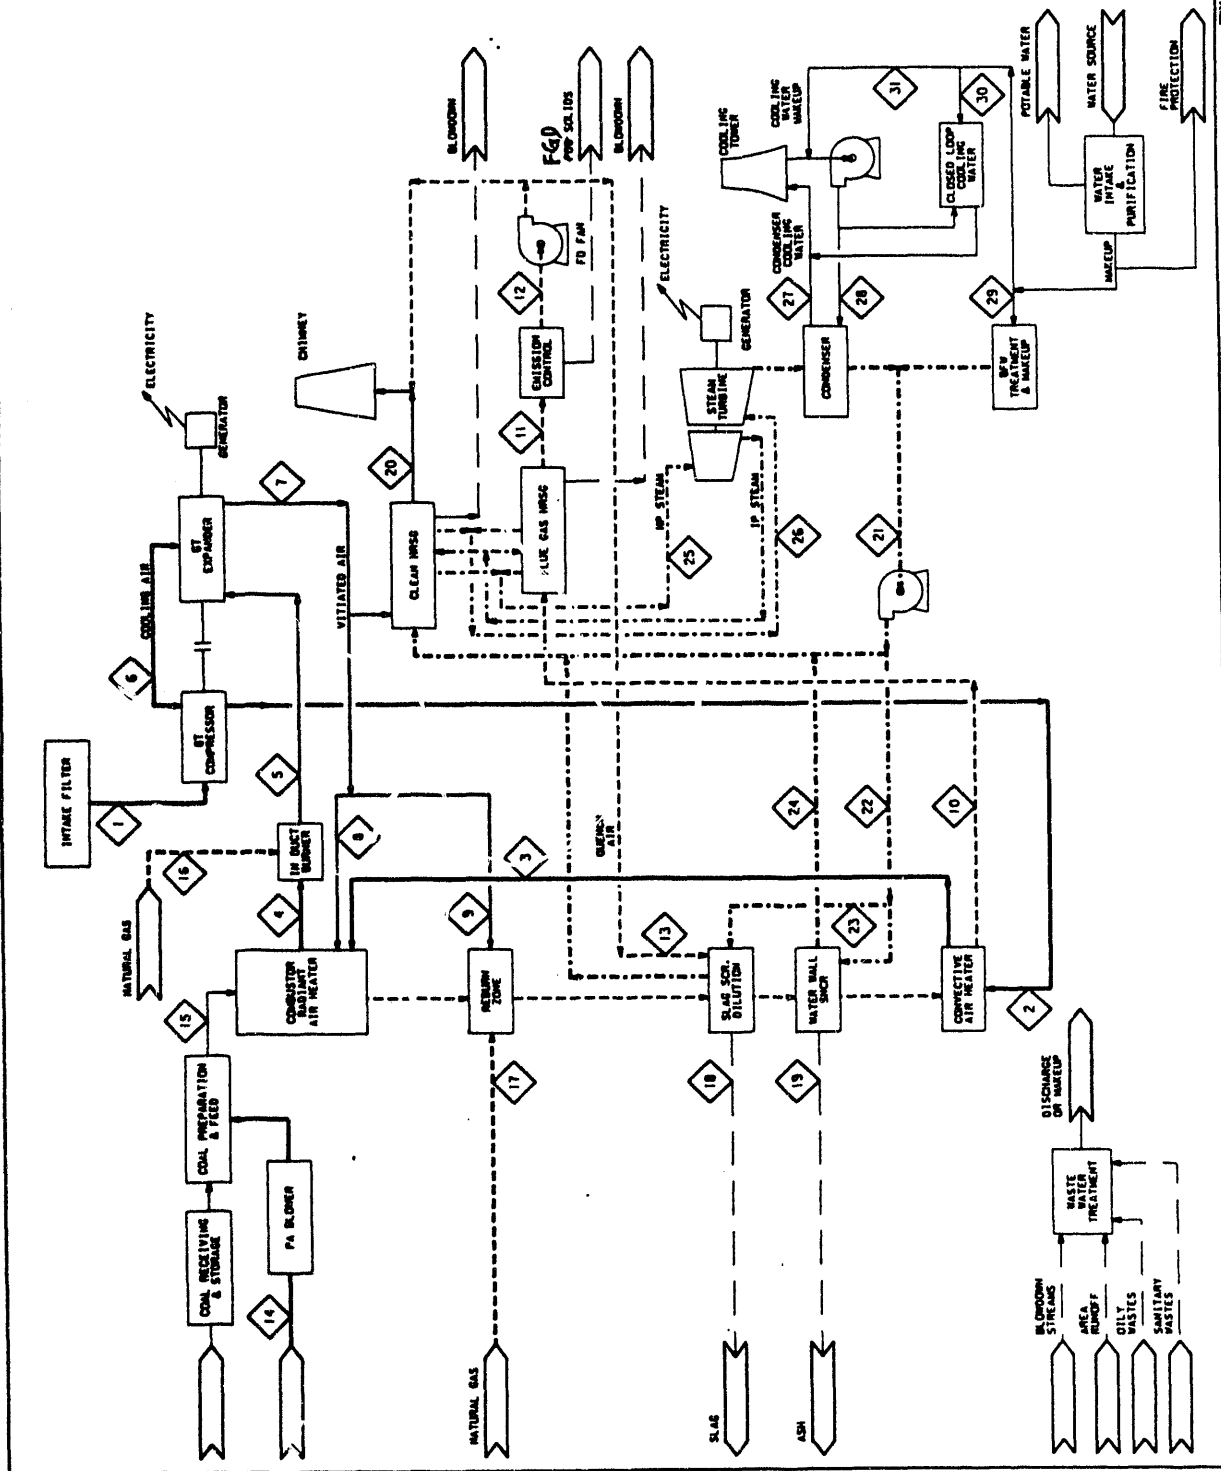 INTAKE FILTER
1
GT
COMPRESSOR
6
COOLING AIR
GT
EXPANDER
GENERATOR
ELECTRICITY
7
VITIATED AIR
NATURAL GAS
16
IN DUCT
BURNER
5
4
8
9
3
COAL RECEIVING
& STORAGE
COAL PREPARATION
& FEED
15
PA BLOWER
14
COMBUSTOR
RADIANT
AIR HEATER
NATURAL GAS
17
REBURN
ZONE
CLEAN HRSG
20
CHIMNEY
BLOWDOWN
FLUE GAS HRSG
11
EMISSION
CONTROL
12
FD FAN
FGD
SOLIDS
BLOWDOWN
QUENCH
AIR
13
SLAG SCR.
DILUTION
18
SLAG
WATER WALL
SNCR
19
ASH
23
24
22
10
CONVECTIVE
AIR HEATER
2
HP STEAM
25
IP STEAM
26
STEAM
TURBINE
GENERATOR
ELECTRICITY
21
CONDENSER
27
28
CONDENSER
COOLING
WATER
COOLING
TOWER
COOLING
WATER
MAKEUP
31
30
CLOSED LOOP
COOLING
WATER
BFW
TREATMENT
& MAKEUP
29
MAKEUP
WATER
INTAKE
&
PURIFICATION
POTABLE WATER
WATER SOURCE
FIRE
PROTECTION
BLOWDOWN
STREAMS
AREA
RUNOFF
OILY
WASTES
SANITARY
WASTES
WASTE
WATER
TREATMENT
DISCHARGE
OR MAKEUP